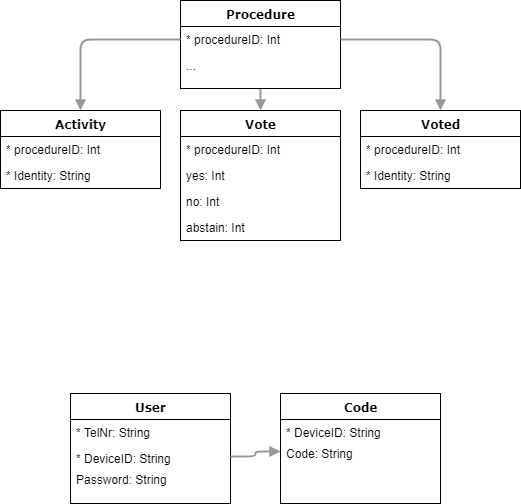 Procedure
* procedureID: Int
...
Activity
* procedureID: Int
* Identity: String
Vote
* procedureID: Int
yes: Int
no: Int
abstain: Int
Voted
* procedureID: Int
* Identity: String
User
* TelNr: String
* DeviceID: String
Password: String
Code
* DeviceID: String
Code: String